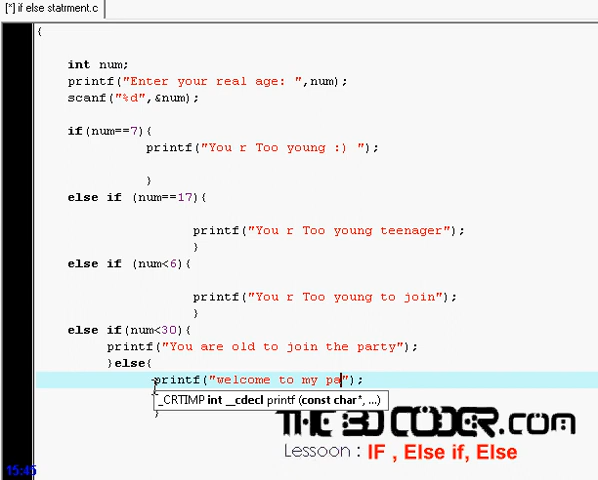 [*] if else statrment.c
{
int num;
printf("Enter your real age: ",num);
scanf("%d",&num);
if(num==7){
printf("You r Too young :) ");
}
else if (num==17){
printf("You r Too young teenager");
}
else if (num<6){
printf("You r Too young to join");
}
else if(num<30){
printf("You are old to join the party");
}else{
printf("welcome to my pa");
_CRTIMP int __cdecl printf (const char*, ...)
}
THE 3D CODER.com
Lessoon : IF , Else if, Else
15:45